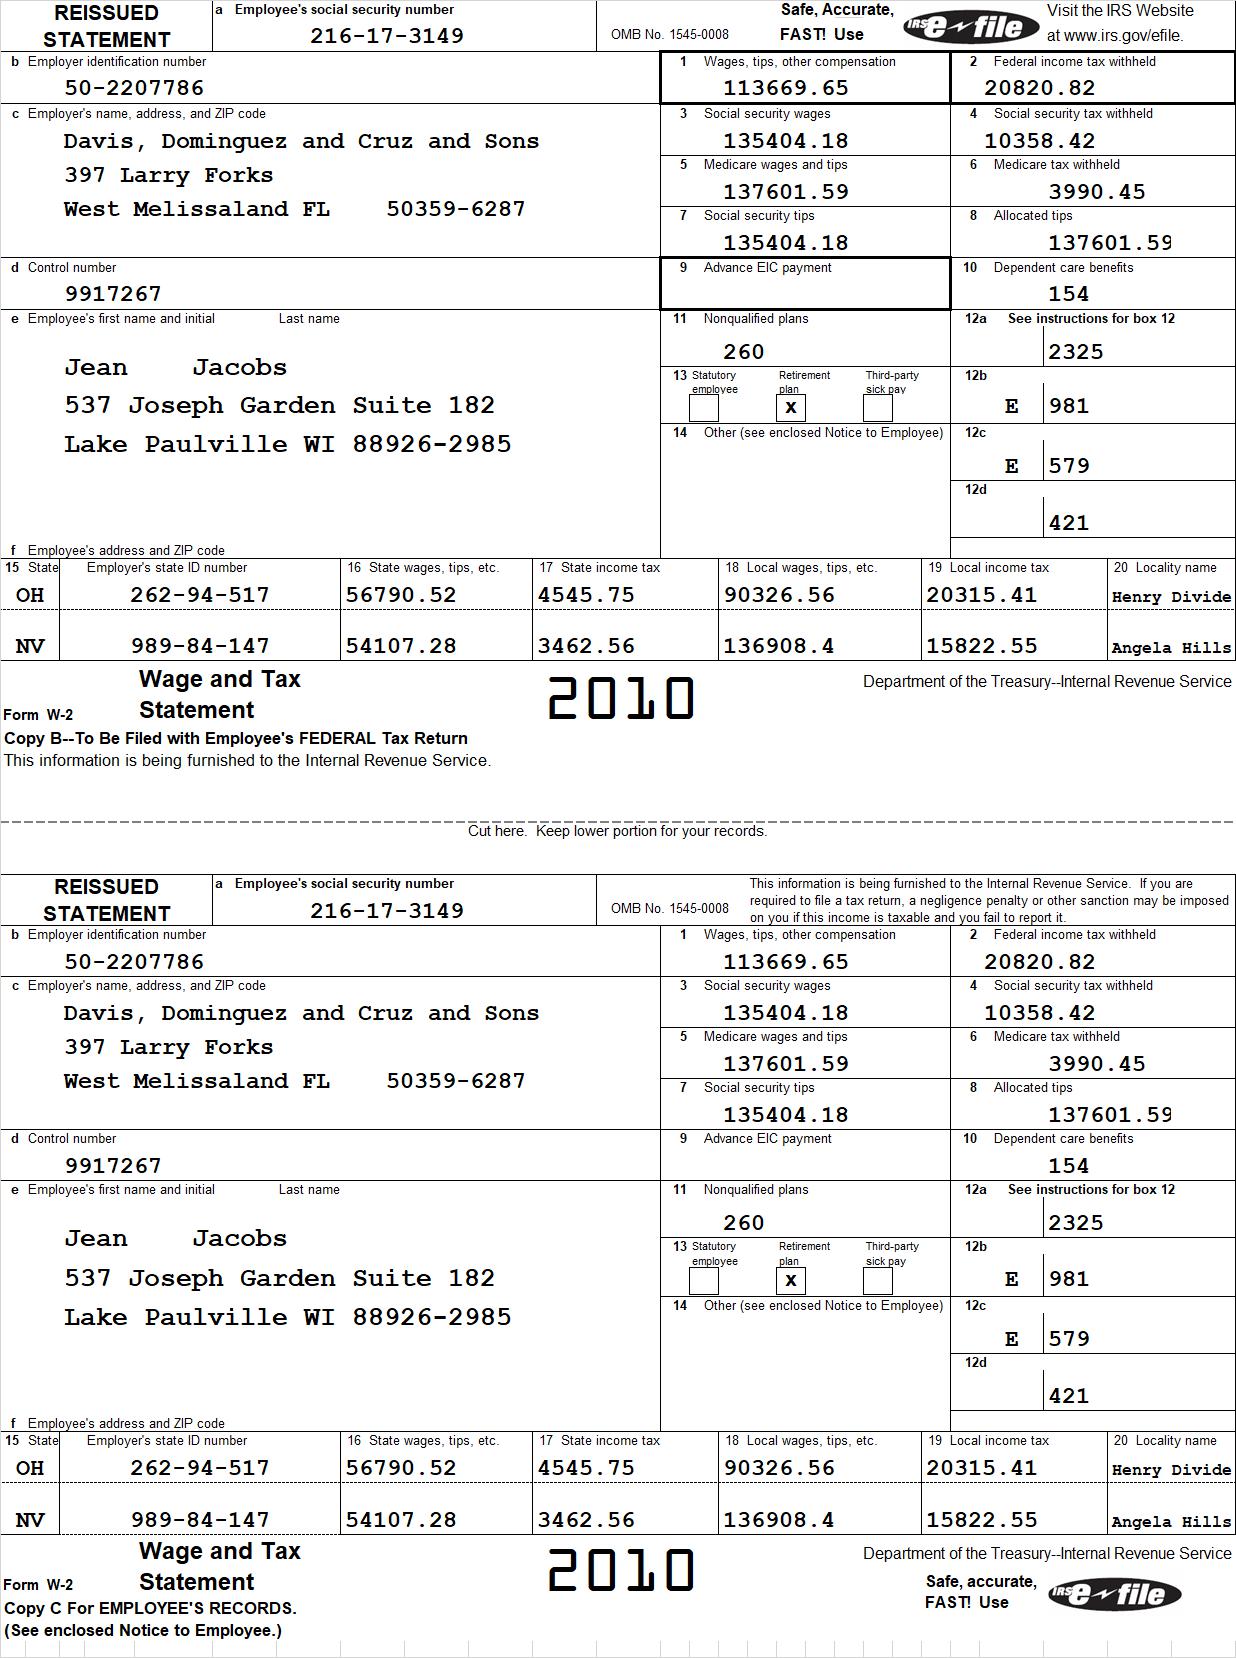 REISSUED STATEMENT
a Employee's social security number
216-17-3149
OMB No. 1545-0008
Safe, Accurate, FAST! Use
IRS e-file
Visit the IRS Website at www.irs.gov/efile.
b Employer identification number
50-2207786
1 Wages, tips, other compensation
113669.65
2 Federal income tax withheld
20820.82
c Employer's name, address, and ZIP code
Davis, Dominguez and Cruz and Sons
397 Larry Forks
West Melissaland FL 50359-6287
3 Social security wages
135404.18
4 Social security tax withheld
10358.42
5 Medicare wages and tips
137601.59
6 Medicare tax withheld
3990.45
7 Social security tips
135404.18
8 Allocated tips
137601.59
d Control number
9917267
9 Advance EIC payment
10 Dependent care benefits
154
e Employee's first name and initial Last name
Jean Jacobs
537 Joseph Garden Suite 182
Lake Paulville WI 88926-2985
11 Nonqualified plans
260
12a See instructions for box 12
2325
13 Statutory employee Retirement plan Third-party sick pay
X
12b
E 981
14 Other (see enclosed Notice to Employee)
12c
E 579
12d
421
f Employee's address and ZIP code
15 State Employer's state ID number 16 State wages, tips, etc. 17 State income tax 18 Local wages, tips, etc. 19 Local income tax 20 Locality name
OH 262-94-517 56790.52 4545.75 90326.56 20315.41 Henry Divide
NV 989-84-147 54107.28 3462.56 136908.4 15822.55 Angela Hills
Form W-2 Wage and Tax Statement
2010
Department of the Treasury--Internal Revenue Service
Copy B--To Be Filed with Employee's FEDERAL Tax Return
This information is being furnished to the Internal Revenue Service.
Cut here. Keep lower portion for your records.
REISSUED STATEMENT
a Employee's social security number
216-17-3149
OMB No. 1545-0008
This information is being furnished to the Internal Revenue Service. If you are
required to file a tax return, a negligence penalty or other sanction may be imposed
on you if this income is taxable and you fail to report it.
b Employer identification number
50-2207786
1 Wages, tips, other compensation
113669.65
2 Federal income tax withheld
20820.82
c Employer's name, address, and ZIP code
Davis, Dominguez and Cruz and Sons
397 Larry Forks
West Melissaland FL 50359-6287
3 Social security wages
135404.18
4 Social security tax withheld
10358.42
5 Medicare wages and tips
137601.59
6 Medicare tax withheld
3990.45
7 Social security tips
135404.18
8 Allocated tips
137601.59
d Control number
9917267
9 Advance EIC payment
10 Dependent care benefits
154
e Employee's first name and initial Last name
Jean Jacobs
537 Joseph Garden Suite 182
Lake Paulville WI 88926-2985
11 Nonqualified plans
260
12a See instructions for box 12
2325
13 Statutory employee Retirement plan Third-party sick pay
X
12b
E 981
14 Other (see enclosed Notice to Employee)
12c
E 579
12d
421
f Employee's address and ZIP code
15 State Employer's state ID number 16 State wages, tips, etc. 17 State income tax 18 Local wages, tips, etc. 19 Local income tax 20 Locality name
OH 262-94-517 56790.52 4545.75 90326.56 20315.41 Henry Divide
NV 989-84-147 54107.28 3462.56 136908.4 15822.55 Angela Hills
Form W-2 Wage and Tax Statement
2010
Department of the Treasury--Internal Revenue Service
Safe, accurate, FAST! Use
IRS e-file
Copy C For EMPLOYEE'S RECORDS.
(See enclosed Notice to Employee.)